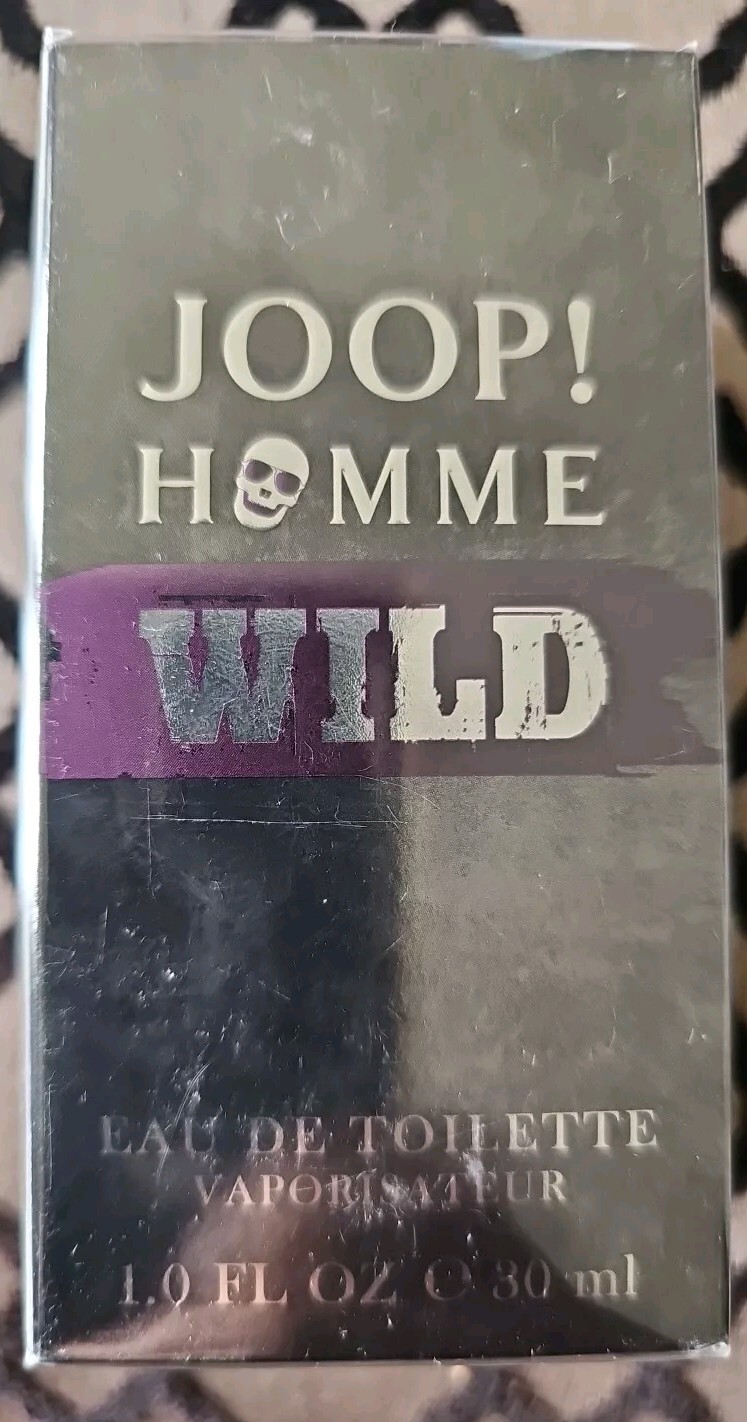 JOOP!
HOMME
WILD
EAU DE TOILETTE
VAPORISATEUR
1.0 FL OZ ℮ 30 ml